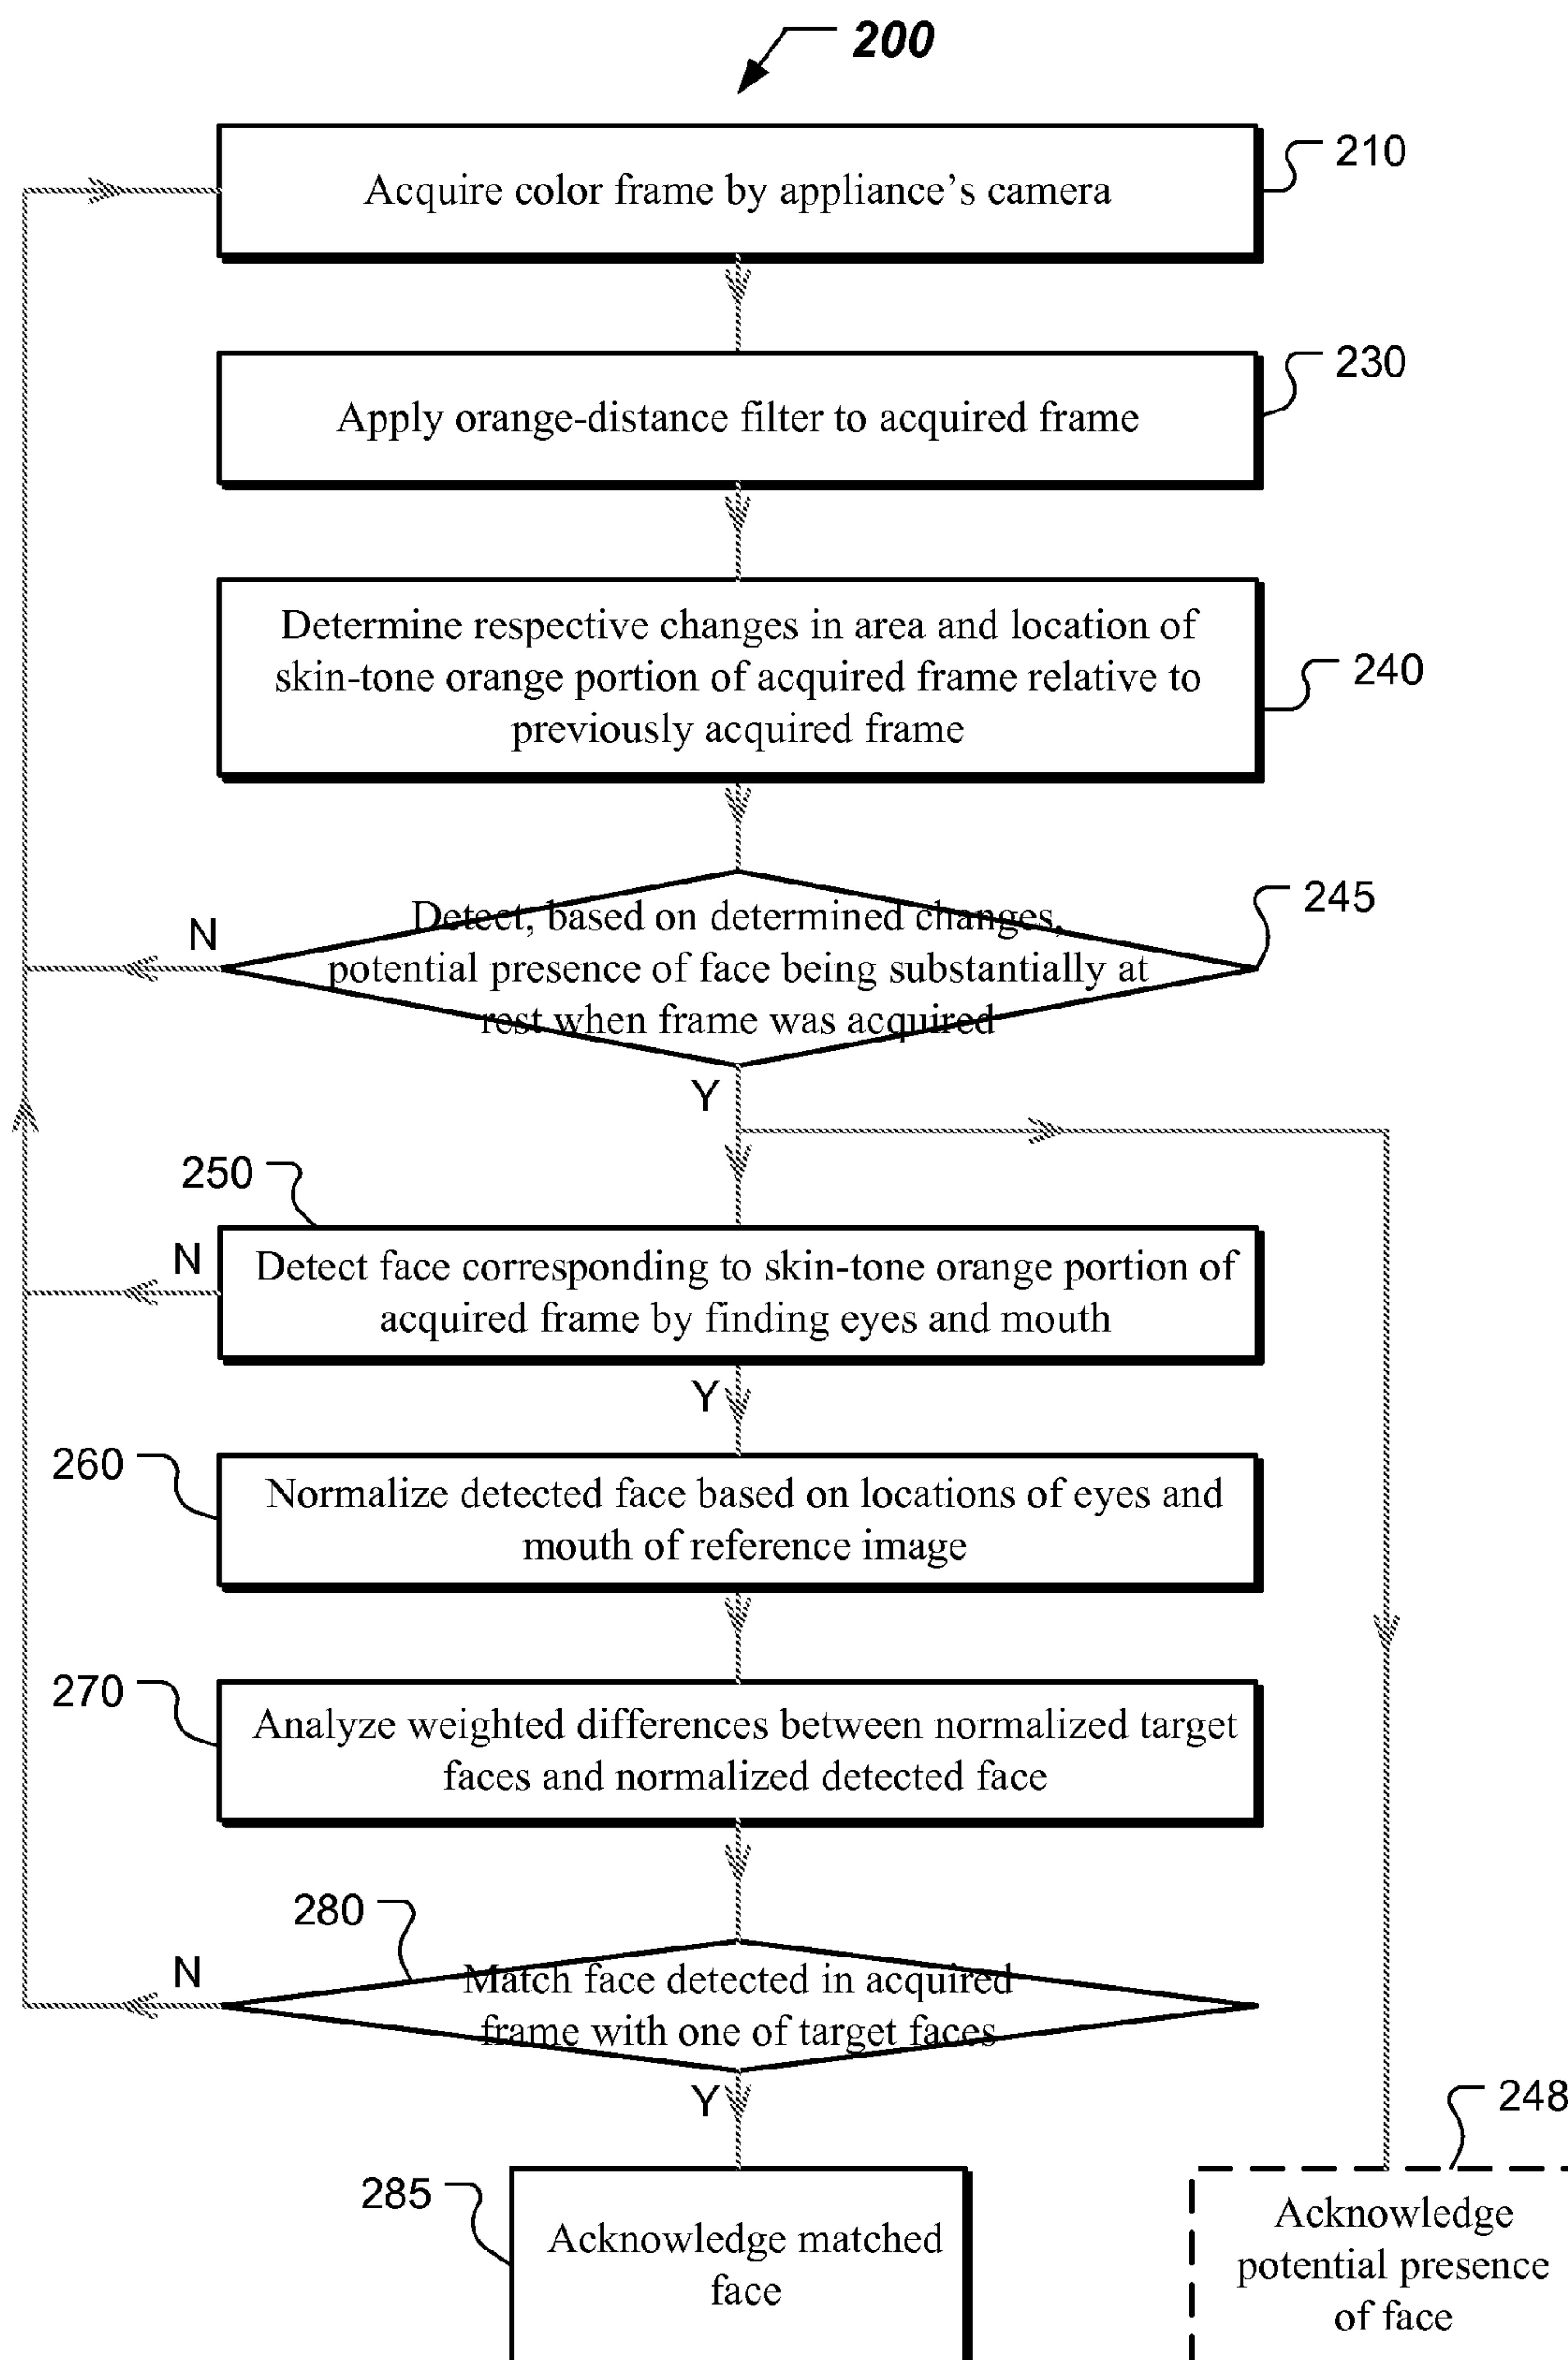 200
210
Acquire color frame by appliance’s camera
230
Apply orange-distance filter to acquired frame
Determine respective changes in area and location of
skin-tone orange portion of acquired frame relative to
previously acquired frame
240
245
Detect, based on determined changes,
potential presence of face being substantially at
rest when frame was acquired
N
Y
250
N
Detect face corresponding to skin-tone orange portion of
acquired frame by finding eyes and mouth
Y
260
Normalize detected face based on locations of eyes and
mouth of reference image
270
Analyze weighted differences between normalized target
faces and normalized detected face
280
N
Match face detected in acquired
frame with one of target faces
Y
248
285
Acknowledge matched
face
Acknowledge
potential presence
of face